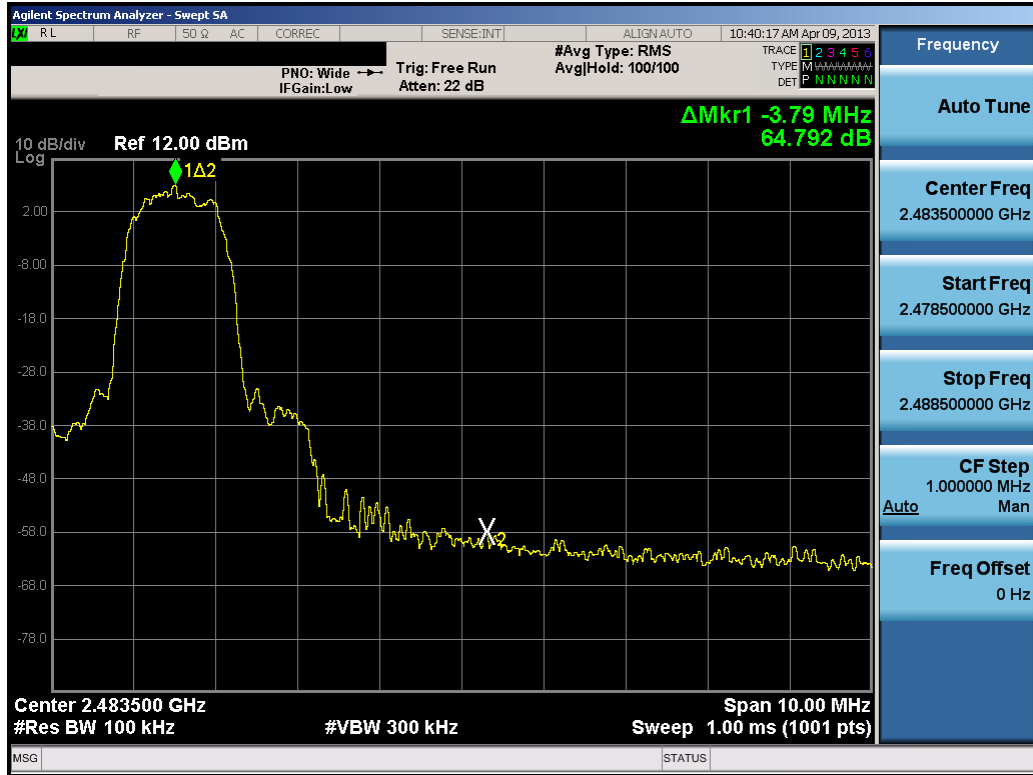 Agilent Spectrum Analyzer - Swept SA
LXI RL RF 50 Ω AC CORREC SENSE:INT ALIGN AUTO 10:40:17 AM Apr 09, 2013
PNO: Wide Trig: Free Run #Avg Type: RMS TRACE 1 2 3 4 5 6
IFGain:Low Atten: 22 dB Avg|Hold: 100/100 TYPE M WWWWW
DET P N N N N N
ΔMkr1 -3.79 MHz
64.792 dB
10 dB/div Ref 12.00 dBm
Log
1Δ2
2.00
-8.00
-18.0
-28.0
-38.0
-48.0
-58.0
X2
-68.0
-78.0
Center 2.483500 GHz Span 10.00 MHz
#Res BW 100 kHz #VBW 300 kHz Sweep 1.00 ms (1001 pts)
MSG STATUS
Frequency
Auto Tune
Center Freq
2.483500000 GHz
Start Freq
2.478500000 GHz
Stop Freq
2.488500000 GHz
CF Step
1.000000 MHz
Auto Man
Freq Offset
0 Hz